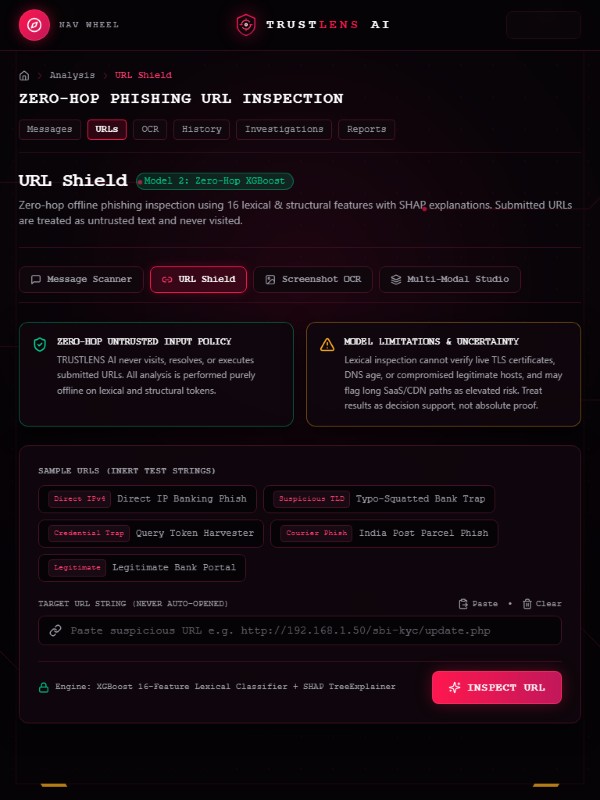 NAV WHEEL
TRUSTLENS AI
Analysis > URL Shield
ZERO-HOP PHISHING URL INSPECTION
Messages URLs OCR History Investigations Reports
URL Shield Model 2: Zero-Hop XGBoost
Zero-hop offline phishing inspection using 16 lexical & structural features with SHAP explanations. Submitted URLs
are treated as untrusted text and never visited.
Message Scanner URL Shield Screenshot OCR Multi-Modal Studio
ZERO-HOP UNTRUSTED INPUT POLICY
TRUSTLENS AI never visits, resolves, or executes
submitted URLs. All analysis is performed purely
offline on lexical and structural tokens.
MODEL LIMITATIONS & UNCERTAINTY
Lexical inspection cannot verify live TLS certificates,
DNS age, or compromised legitimate hosts, and may
flag long SaaS/CDN paths as elevated risk. Treat
results as decision support, not absolute proof.
SAMPLE URLS (INERT TEST STRINGS)
Direct IPv4 Direct IP Banking Phish Suspicious TLD Typo-Squatted Bank Trap
Credential Trap Query Token Harvester Courier Phish India Post Parcel Phish
Legitimate Legitimate Bank Portal
TARGET URL STRING (NEVER AUTO-OPENED) Paste • Clear
Paste suspicious URL e.g. http://192.168.1.50/sbi-kyc/update.php
Engine: XGBoost 16-Feature Lexical Classifier + SHAP TreeExplainer INSPECT URL